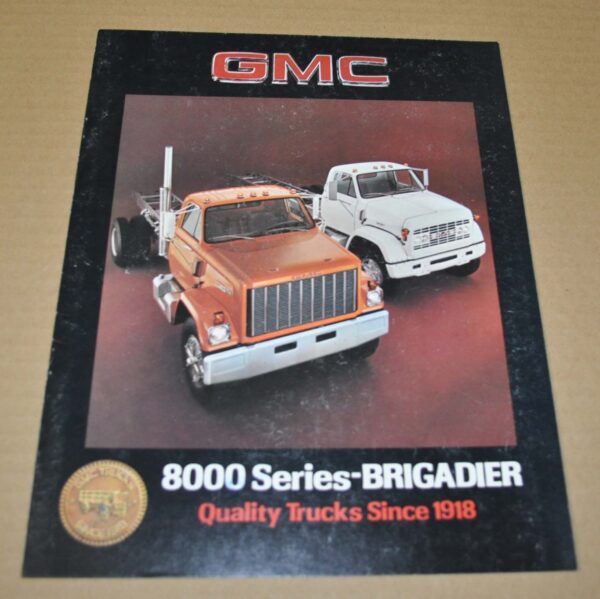 GMC
8000 Series-BRIGADIER
Quality Trucks Since 1918